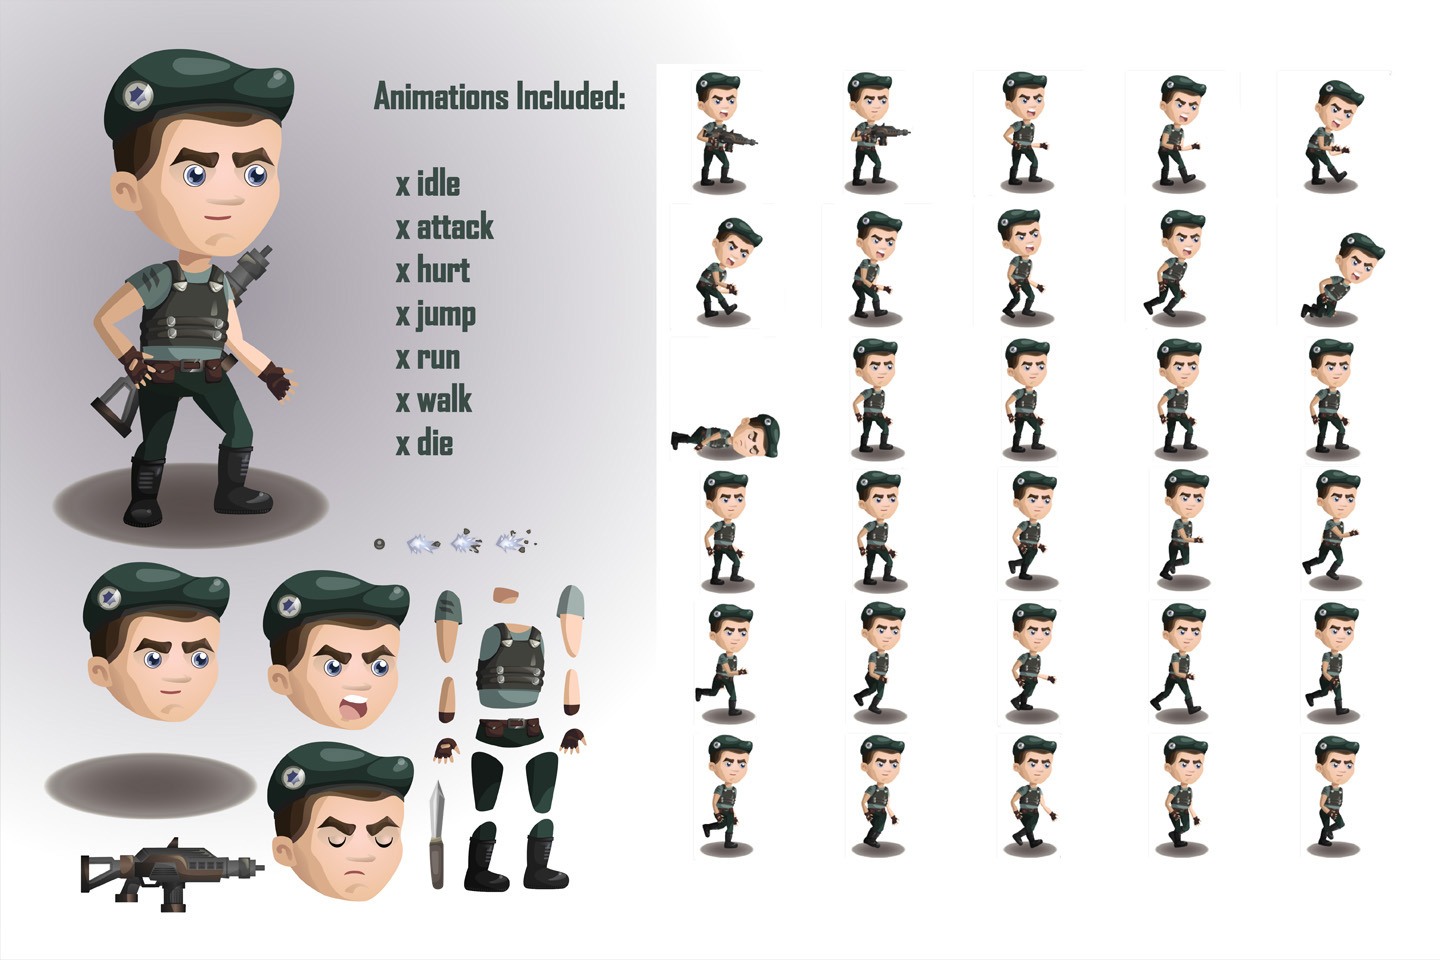 Animations Included:
x idle
x attack
x hurt
x jump
x run
x walk
x die